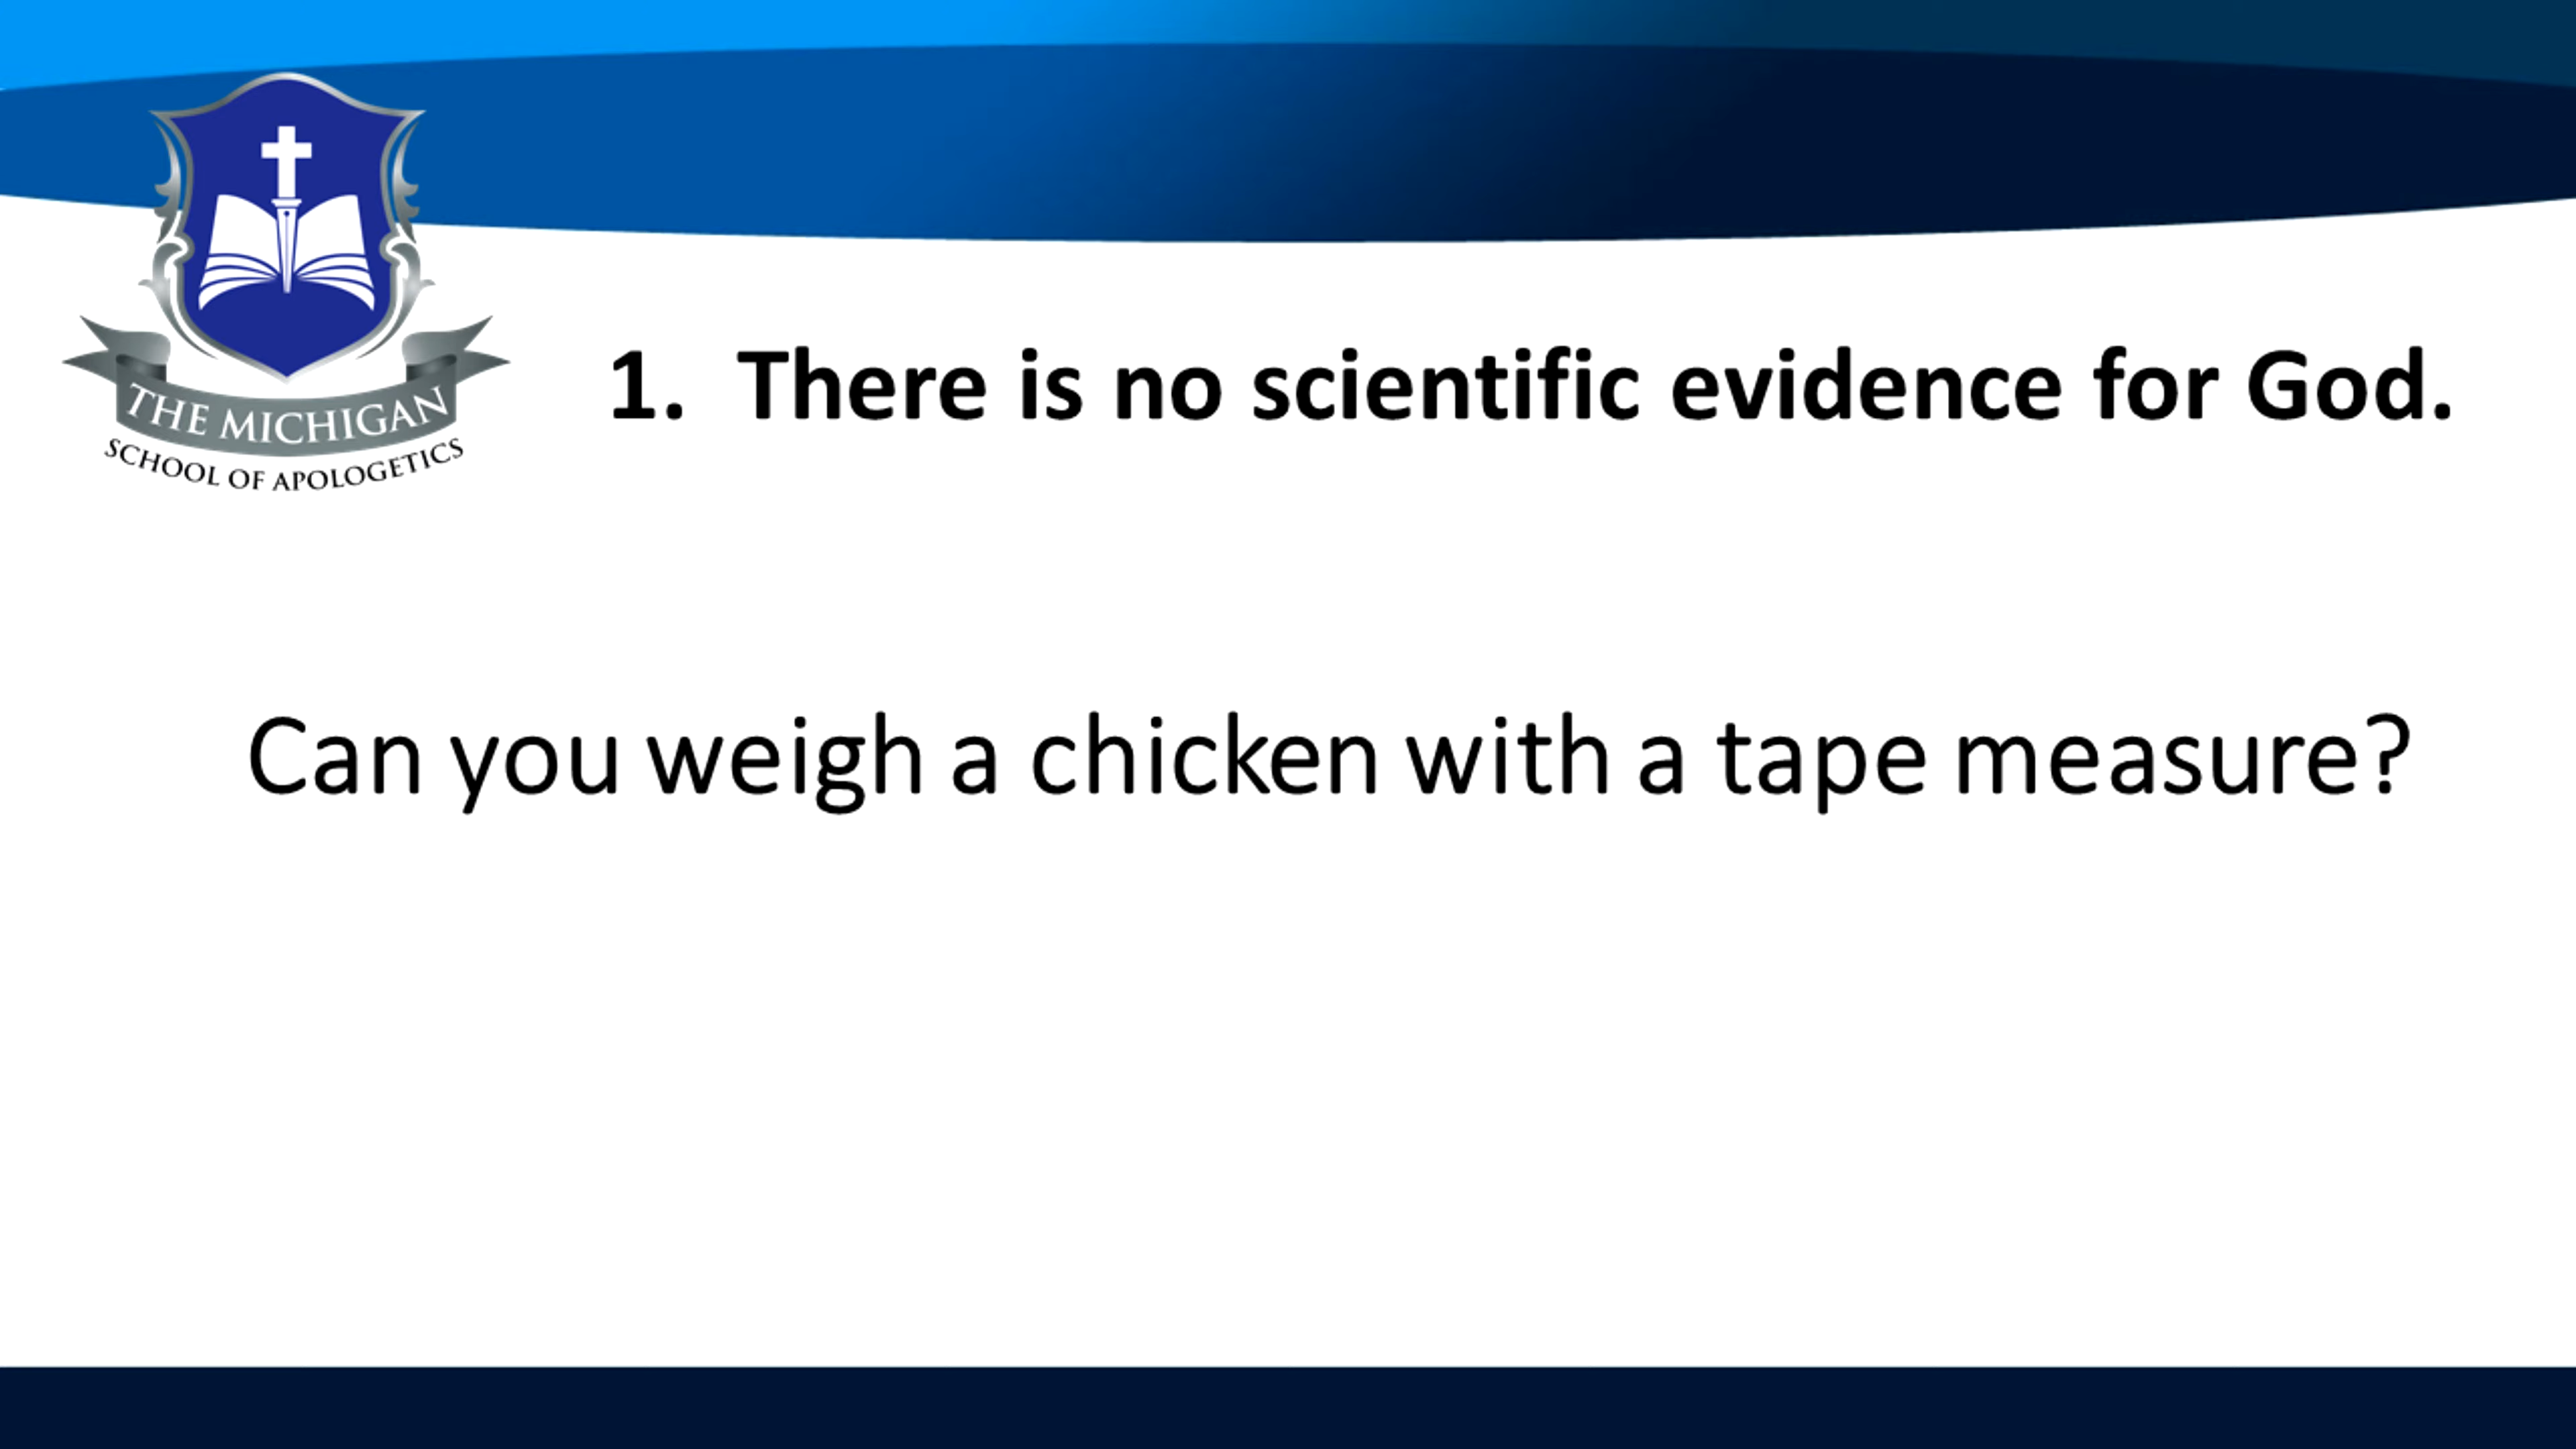 THE MICHIGAN
SCHOOL OF APOLOGETICS
1. There is no scientific evidence for God.
Can you weigh a chicken with a tape measure?